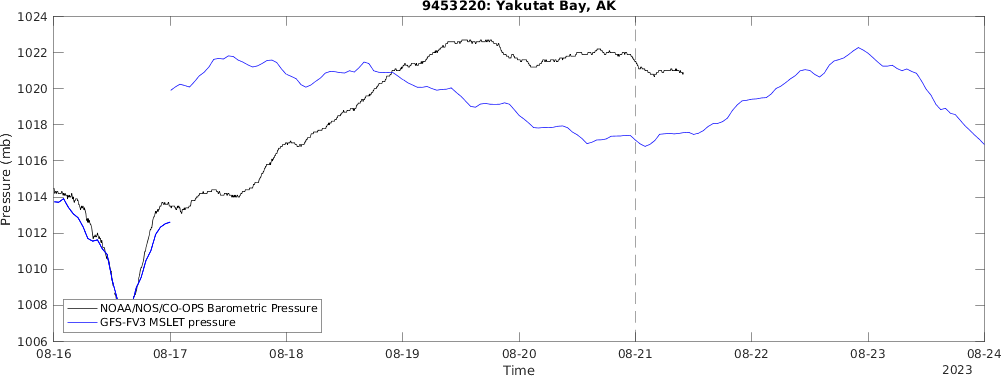 9453220: Yakutat Bay, AK
Pressure (mb)
1024
1022
1020
1018
1016
1014
1012
1010
1008
1006
NOAA/NOS/CO-OPS Barometric Pressure
GFS-FV3 MSLET pressure
08-16 08-17 08-18 08-19 08-20 08-21 08-22 08-23 08-24
Time
2023